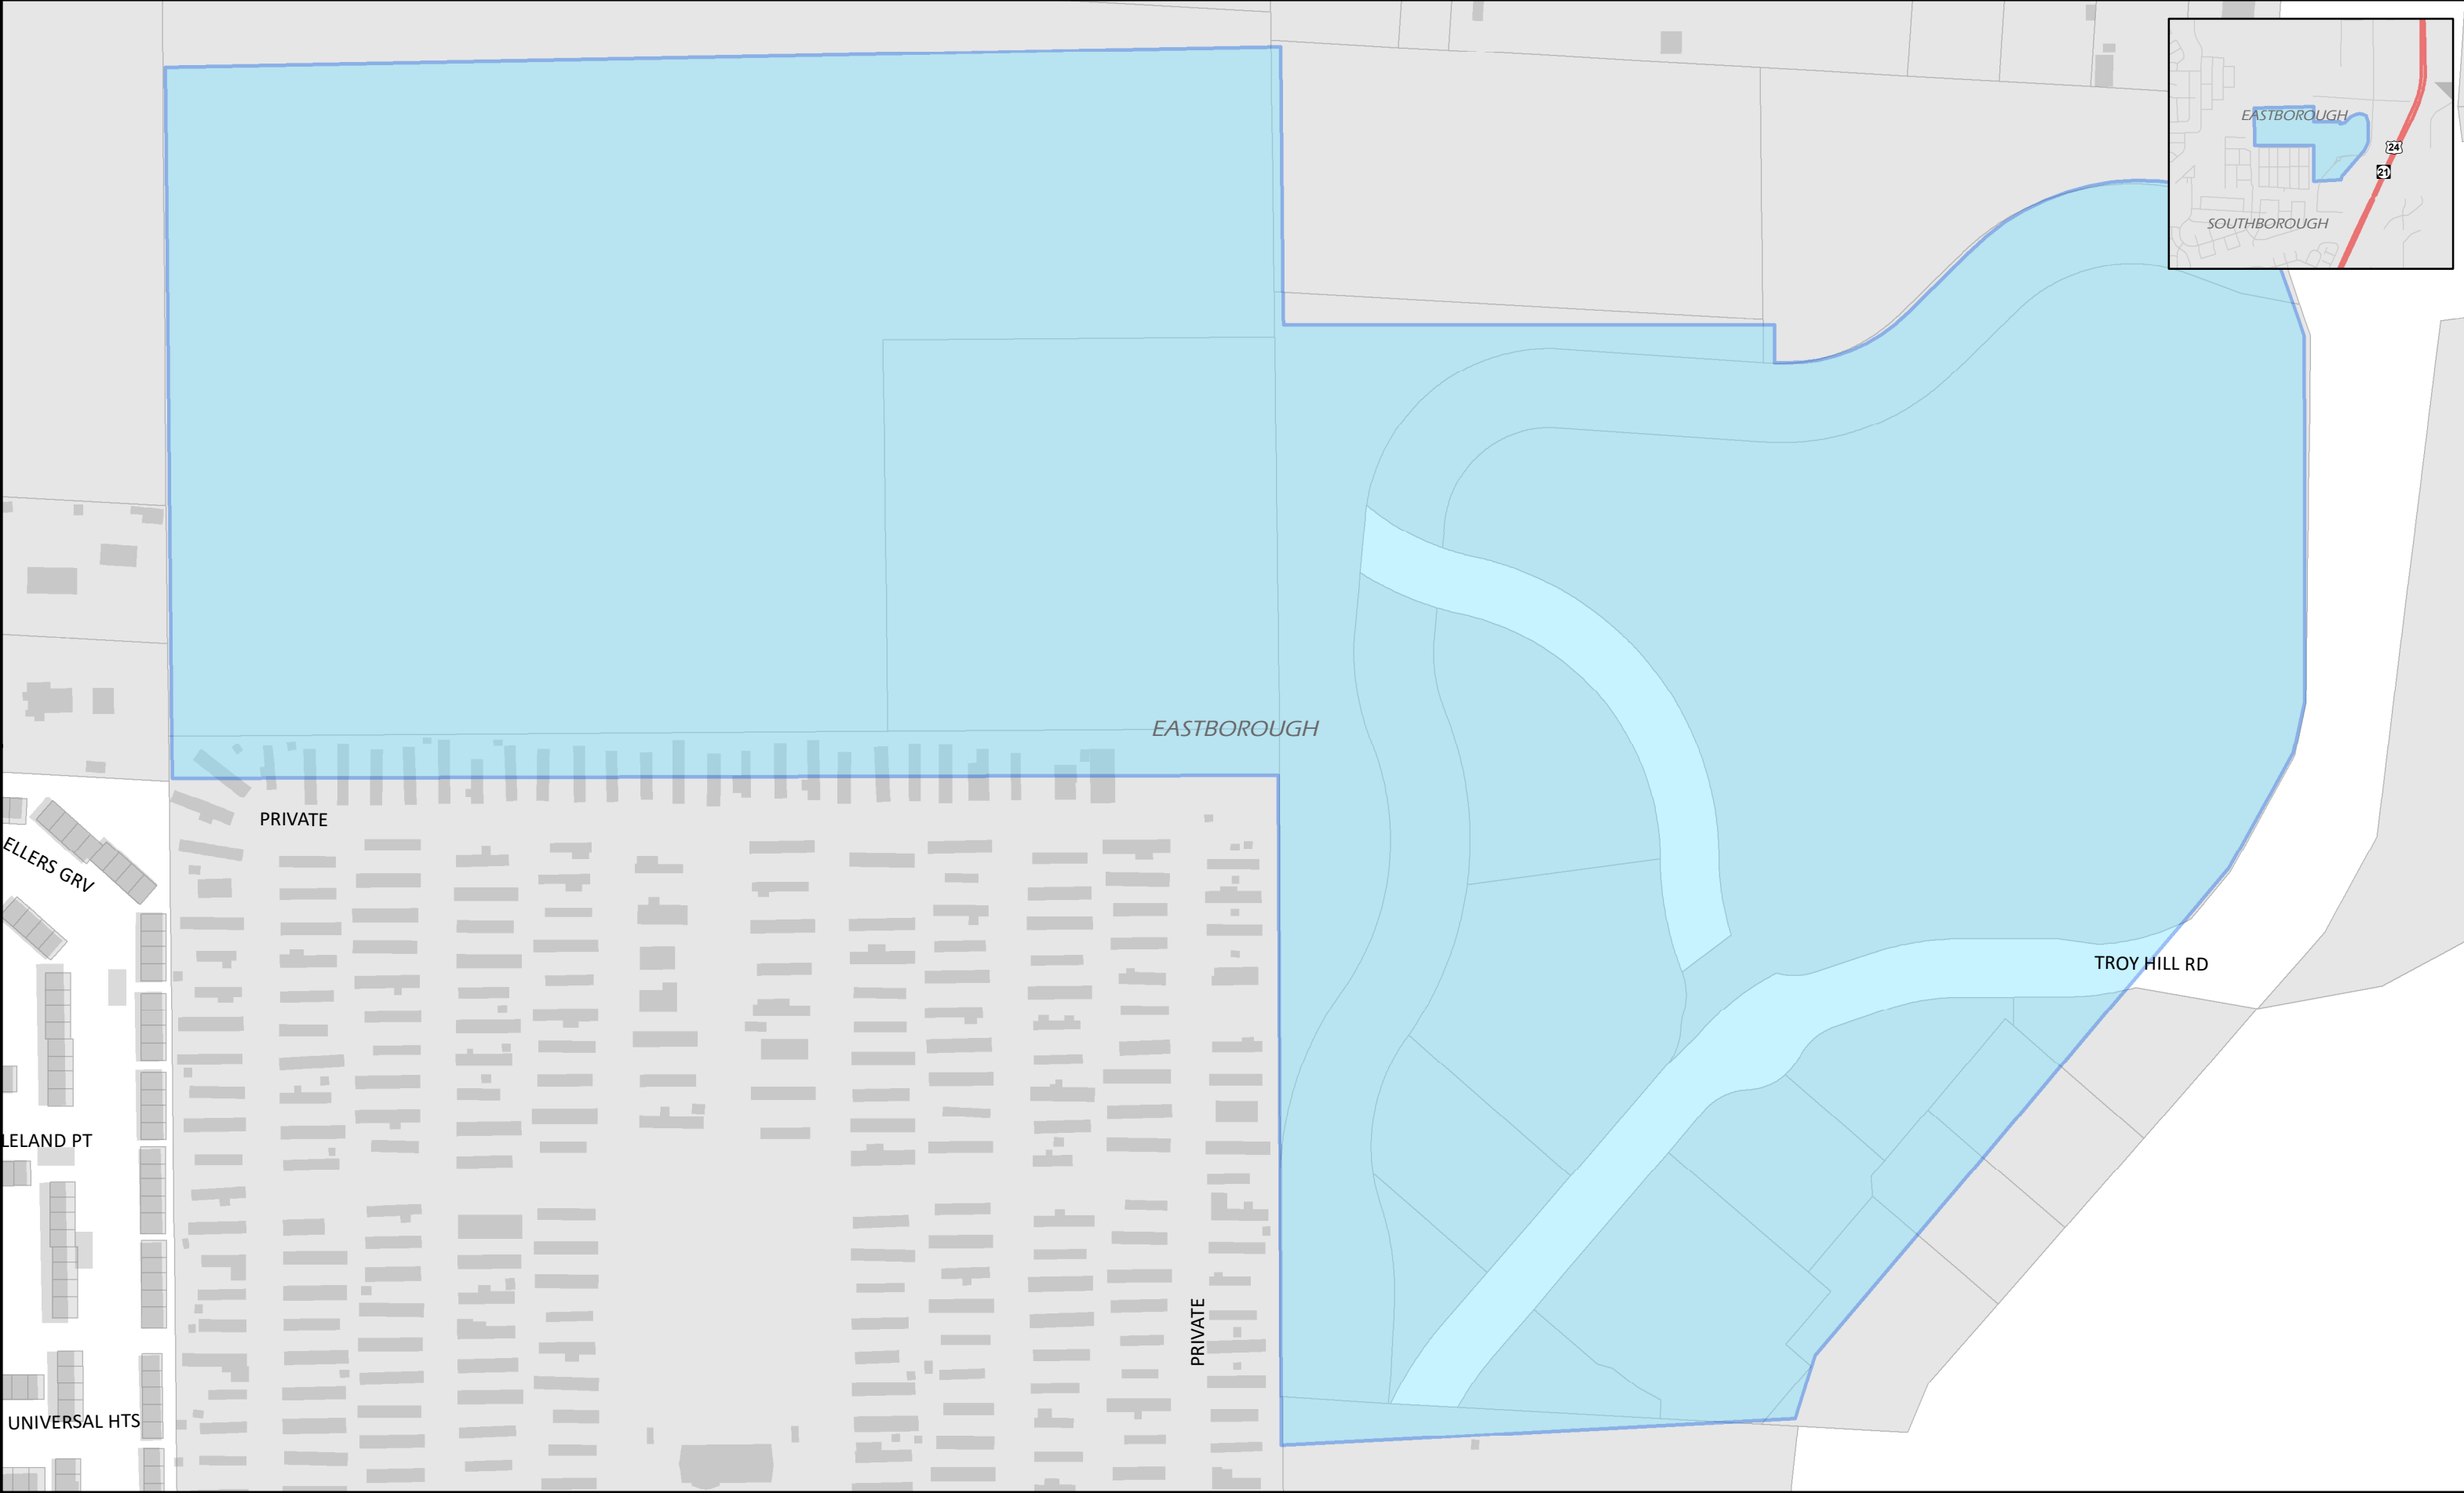 EASTBOROUGH
24
21
SOUTHBOROUGH
EASTBOROUGH
PRIVATE
ELLERS GRV
TROY HILL RD
LELAND PT
PRIVATE
UNIVERSAL HTS